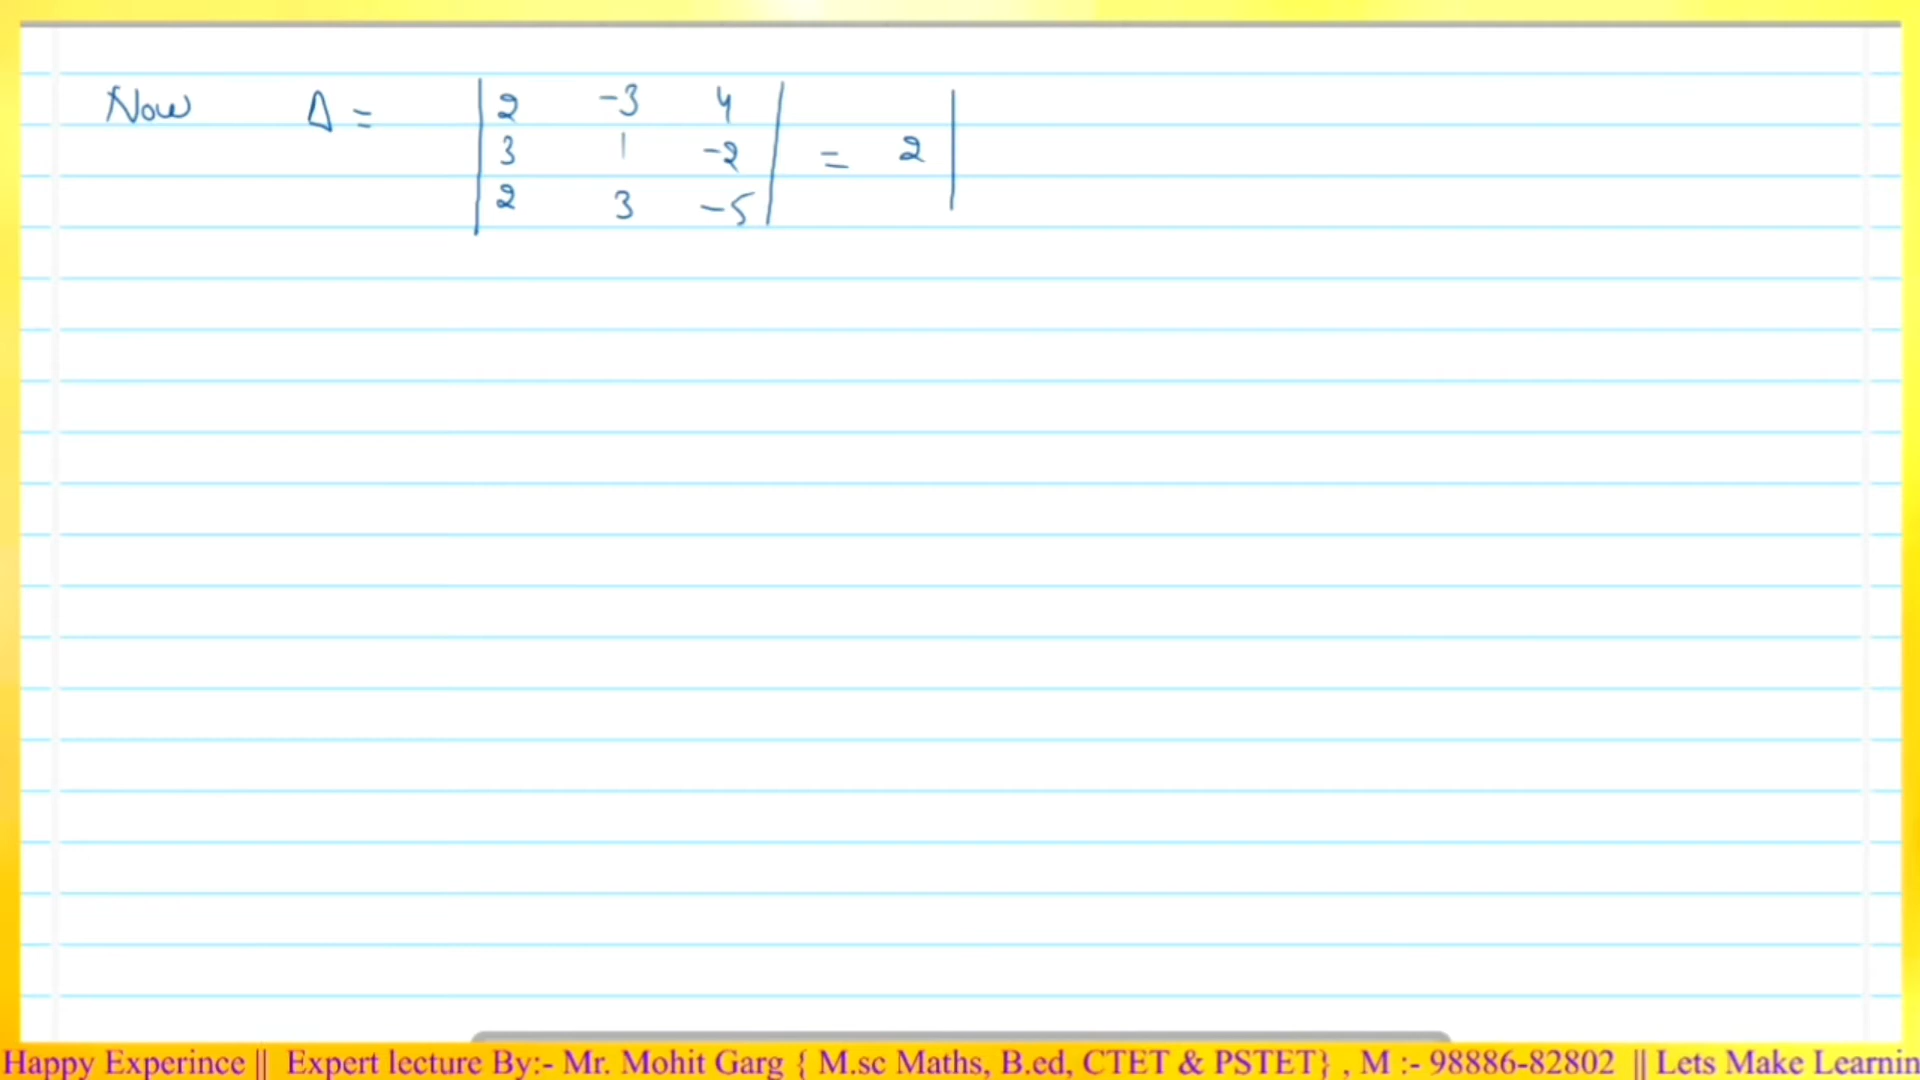 Now Δ = | 2 -3 4 |
| 3 1 -2 | = 2 |
| 2 3 -5 |
Happy Experince || Expert lecture By:- Mr. Mohit Garg { M.sc Maths, B.ed, CTET & PSTET} , M :- 98886-82802 || Lets Make Learnin